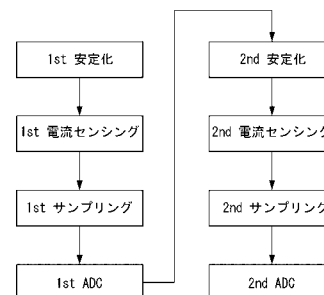 1st 安定化
1st 電流センシング
1st サンプリング
1st ADC
2nd 安定化
2nd 電流センシング
2nd サンプリング
2nd ADC